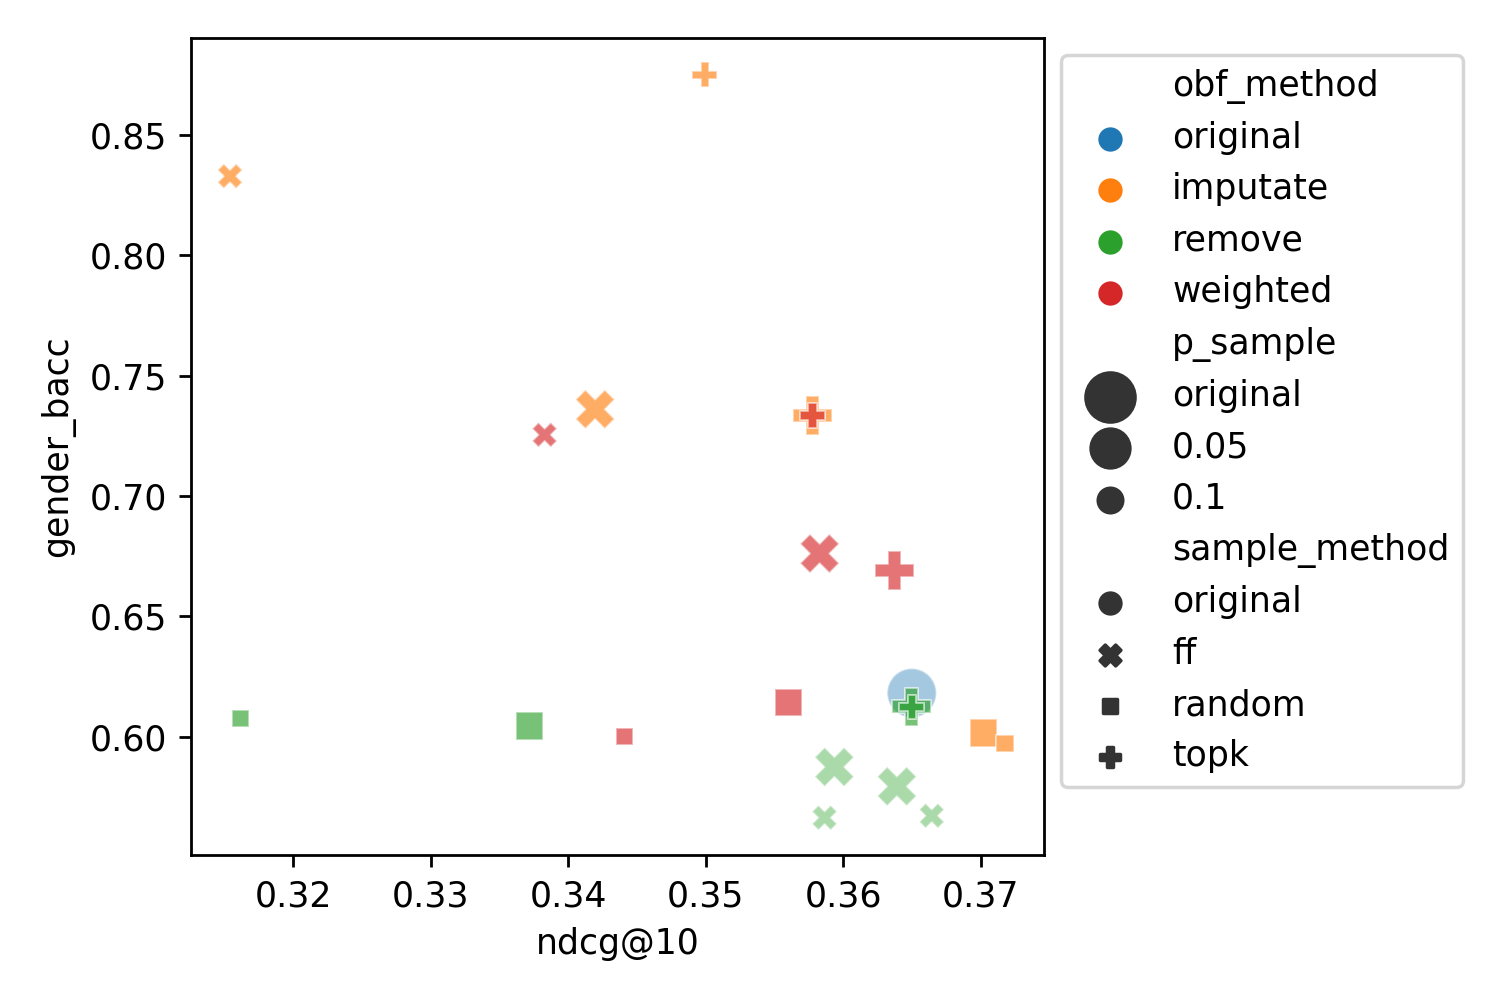 gender_bacc
0.85
0.80
0.75
0.70
0.65
0.60
0.32
0.33
0.34
0.35
0.36
0.37
ndcg@10
obf_method
original
imputate
remove
weighted
p_sample
original
0.05
0.1
sample_method
original
ff
random
topk